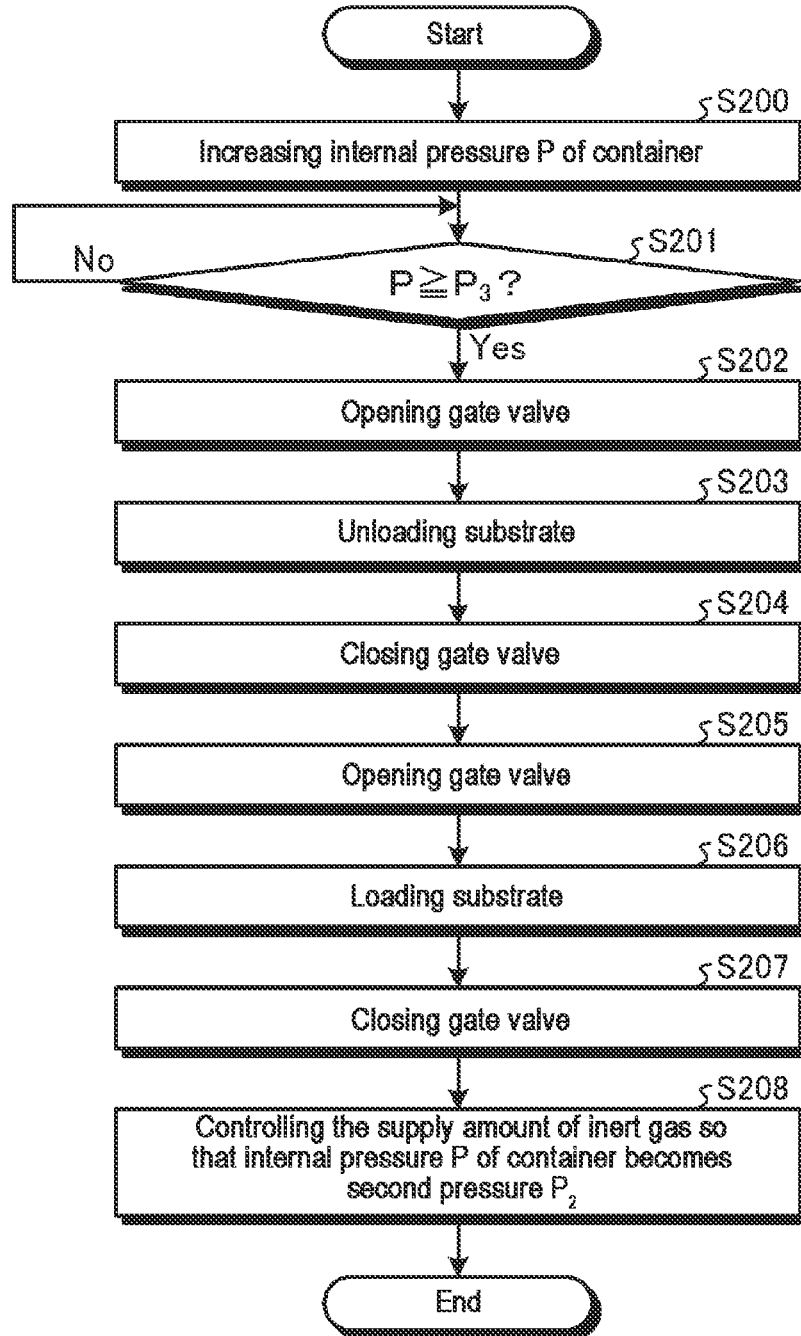 Start
S200
Increasing internal pressure P of container
S201
No
P≧P₃?
Yes
S202
Opening gate valve
S203
Unloading substrate
S204
Closing gate valve
S205
Opening gate valve
S206
Loading substrate
S207
Closing gate valve
S208
Controlling the supply amount of inert gas so
that internal pressure P of container becomes
second pressure P₂
End